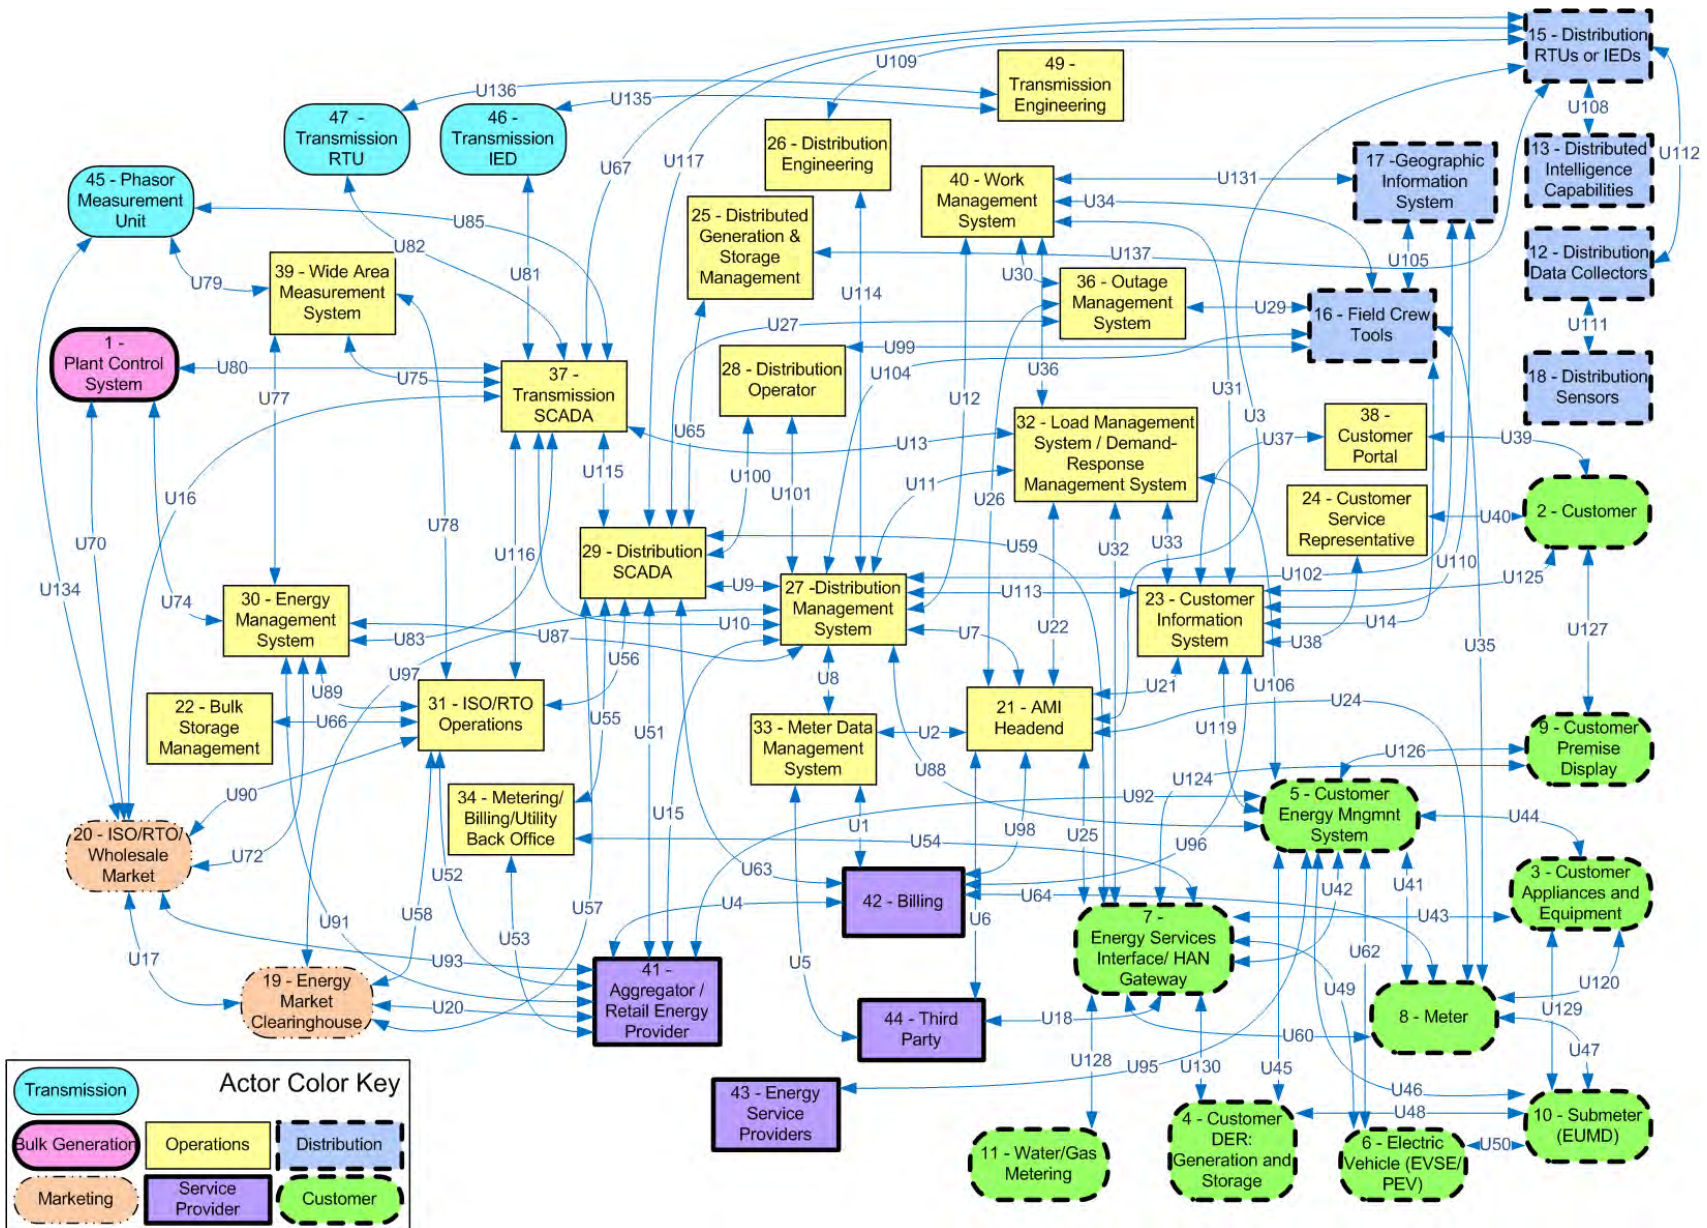 15 - Distribution
RTUs or IEDs
U109
49 -
Transmission
Engineering
U136
U135
U108
U112
47 -
Transmission
RTU
46 -
Transmission
IED
U67
U117
26 - Distribution
Engineering
17 -Geographic
Information
System
13 - Distributed
Intelligence
Capabilities
45 - Phasor
Measurement
Unit
40 - Work
Management
System
U131
U34
25 - Distributed
Generation &
Storage
Management
U85
U82
U81
U79
39 - Wide Area
Measurement
System
U137
U30
U105
12 - Distribution
Data Collectors
36 - Outage
Management
System
U29
U114
U27
16 - Field Crew
Tools
U111
1 -
Plant Control
System
U80
U75
37 -
Transmission
SCADA
28 - Distribution
Operator
U99
U104
U36
U31
18 - Distribution
Sensors
U77
U12
U3
U65
U13
32 - Load Management
System / Demand-
Response
Management System
U37
38 -
Customer
Portal
U39
U115
U100
U101
U11
U26
U16
U78
U116
24 - Customer
Service
Representative
U40
2 - Customer
U70
U74
U134
29 - Distribution
SCADA
U59
U32
U33
U102
U110
U125
30 - Energy
Management
System
U9
27 -Distribution
Management
System
U113
23 - Customer
Information
System
U14
U38
U83
U87
U10
U7
U22
U127
U35
U97
U56
U8
U21
U106
U89
22 - Bulk
Storage
Management
U66
31 - ISO/RTO
Operations
U55
U51
33 - Meter Data
Management
System
U2
21 - AMI
Headend
U24
U119
9 - Customer
Premise
Display
U126
U124
U88
U90
34 - Metering/
Billing/Utility
Back Office
U15
U92
5 - Customer
Energy Mngmnt
System
U1
U98
U25
U44
20 - ISO/RTO/
Wholesale
Market
U72
U54
U96
U52
U63
42 - Billing
U64
U42
U41
3 - Customer
Appliances and
Equipment
U4
U6
U43
U91
U58
U57
U53
7 -
Energy Services
Interface/ HAN
Gateway
U62
U17
U93
U5
U120
19 - Energy
Market
Clearinghouse
U20
41 -
Aggregator /
Retail Energy
Provider
44 - Third
Party
U18
U49
U60
8 - Meter
U129
U47
U128
U130
U95
U45
U46
43 - Energy
Service
Providers
11 - Water/Gas
Metering
4 - Customer
DER:
Generation and
Storage
U48
6 - Electric
Vehicle (EVSE/
PEV)
U50
10 - Submeter
(EUMD)
Actor Color Key
Transmission
Bulk Generation
Operations
Distribution
Marketing
Service
Provider
Customer